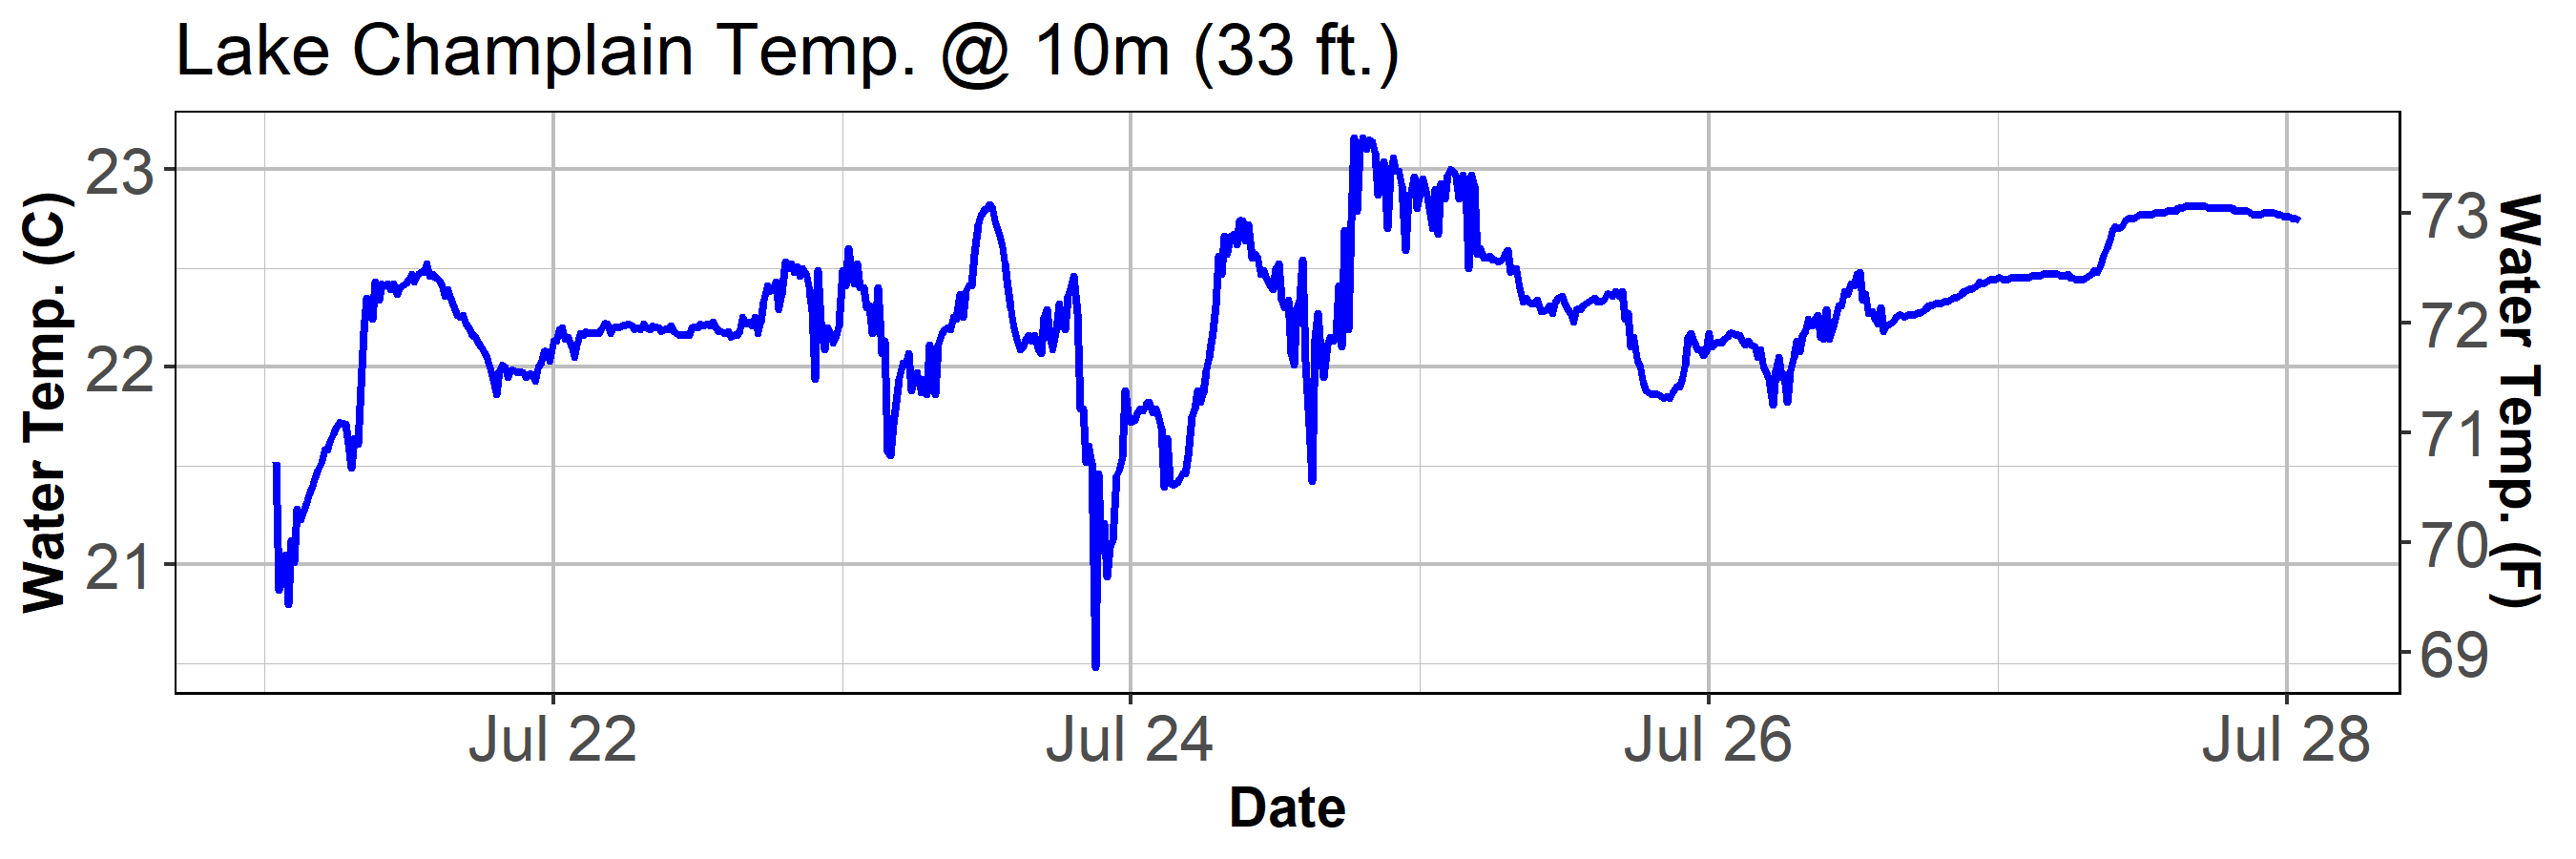 Lake Champlain Temp. @ 10m (33 ft.)
Water Temp. (C)
23
22
21
73
72
71
70
69
Water Temp. (F)
Jul 22
Jul 24
Jul 26
Jul 28
Date